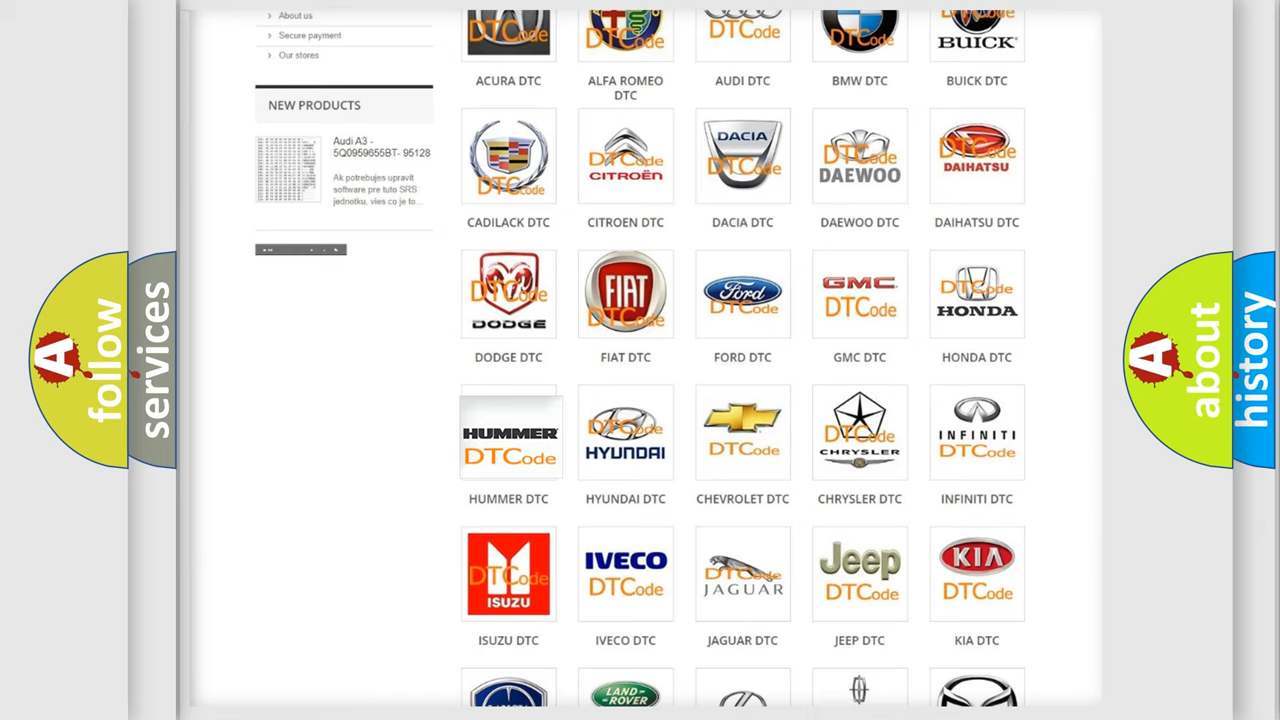 About us
Secure payment
Our stores
NEW PRODUCTS
Audi A3 -
5Q0959655BT- 95128
Ak potrebujes upravit
software pre tuto SRS
jednotku, vies co je to...
DTCode
DTCode
DTCode
DTCode
BUICK
ACURA DTC
ALFA ROMEO
DTC
AUDI DTC
BMW DTC
BUICK DTC
DTCode
DTCode
CITROËN
DACIA
DTCode
DTCode
DAEWOO
DTCode
DAIHATSU
CADILACK DTC
CITROEN DTC
DACIA DTC
DAEWOO DTC
DAIHATSU DTC
DTCode
DODGE
FIAT
DTCode
Ford
DTCode
GMC
DTCode
DTCode
HONDA
DODGE DTC
FIAT DTC
FORD DTC
GMC DTC
HONDA DTC
HUMMER
DTCode
DTCode
HYUNDAI
DTCode
DTCode
CHRYSLER
INFINITI
DTCode
HUMMER DTC
HYUNDAI DTC
CHEVROLET DTC
CHRYSLER DTC
INFINITI DTC
DTCode
ISUZU
IVECO
DTCode
DTCode
JAGUAR
Jeep
DTCode
KIA
DTCode
ISUZU DTC
IVECO DTC
JAGUAR DTC
JEEP DTC
KIA DTC
LAND-
ROVER
A
follow
services
A
about
history